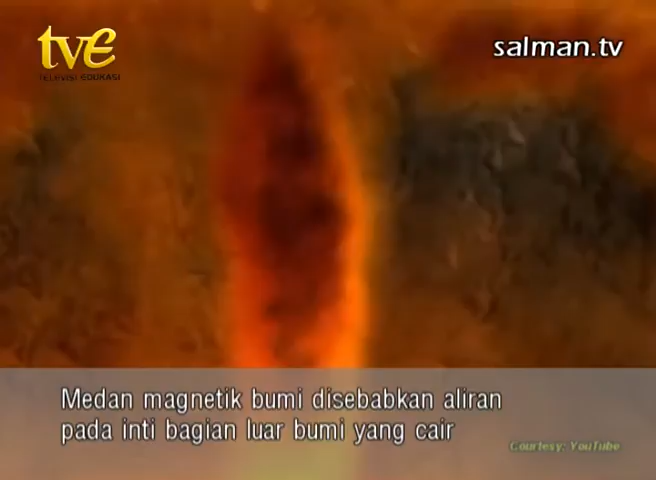 tve
TELEVISI EDUKASI
salman.tv
Medan magnetik bumi disebabkan aliran
pada inti bagian luar bumi yang cair
Courtesy: YouTube